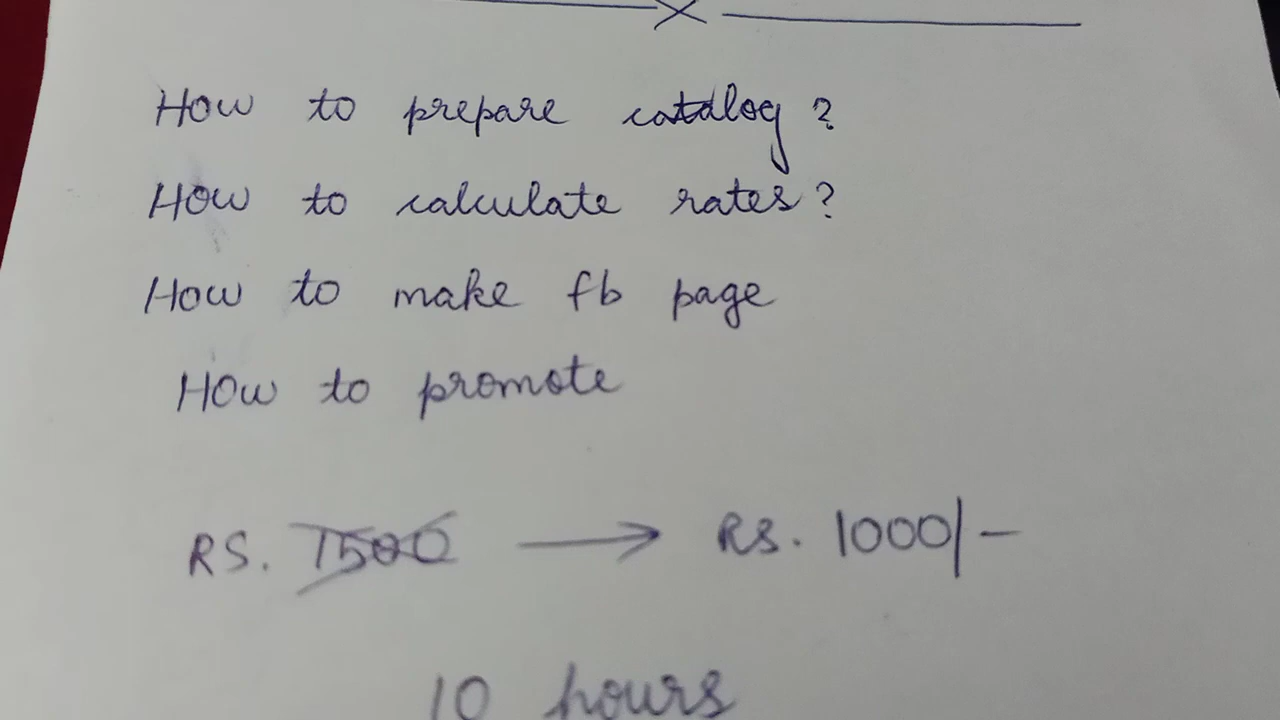 How to prepare catalog ?
How to calculate rates ?
How to make fb page
How to promote
RS. 1500 → RS. 1000/-
10 hours